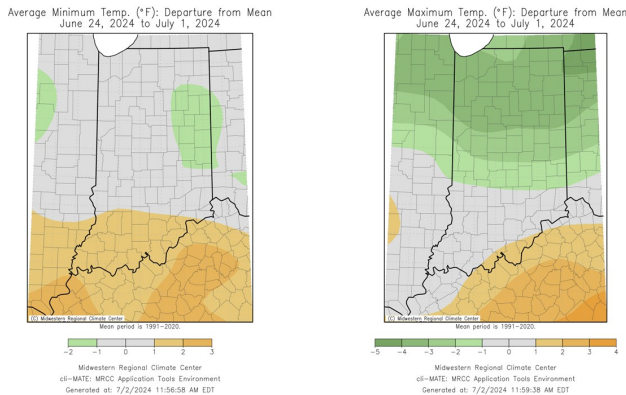 Average Minimum Temp. (°F): Departure from Mean
June 24, 2024 to July 1, 2024
(C) Midwestern Regional Climate Center
Mean period is 1991-2020.
-2 -1 0 1 2 3
Midwestern Regional Climate Center
cli-MATE: MRCC Application Tools Environment
Generated at: 7/2/2024 11:56:58 AM EDT
Average Maximum Temp. (°F): Departure from Mean
June 24, 2024 to July 1, 2024
(C) Midwestern Regional Climate Center
Mean period is 1991-2020.
-5 -4 -3 -2 -1 0 1 2 3 4
Midwestern Regional Climate Center
cli-MATE: MRCC Application Tools Environment
Generated at: 7/2/2024 11:59:38 AM EDT